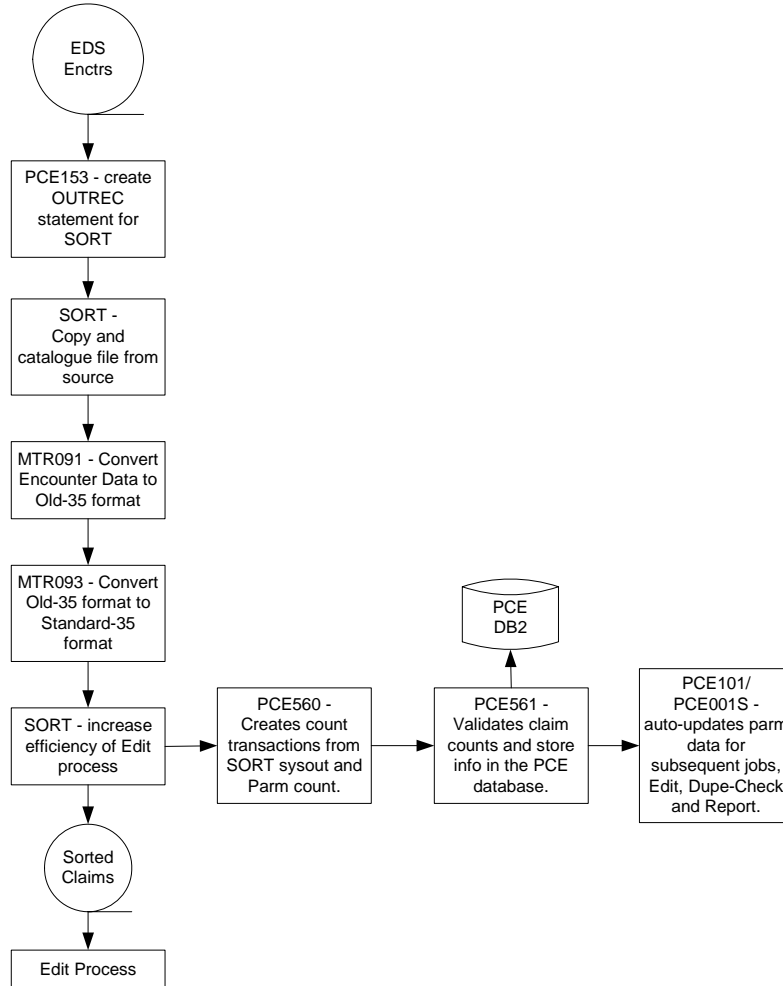 EDS
Enctrs
PCE153 - create
OUTREC
statement for
SORT
SORT -
Copy and
catalogue file from
source
MTR091 - Convert
Encounter Data to
Old-35 format
MTR093 - Convert
Old-35 format to
Standard-35
format
SORT - increase
efficiency of Edit
process
PCE560 -
Creates count
transactions from
SORT sysout and
Parm count.
PCE
DB2
PCE561 -
Validates claim
counts and store
info in the PCE
database.
PCE101/
PCE001S -
auto-updates parm
data for
subsequent jobs,
Edit, Dupe-Check
and Report.
Sorted
Claims
Edit Process